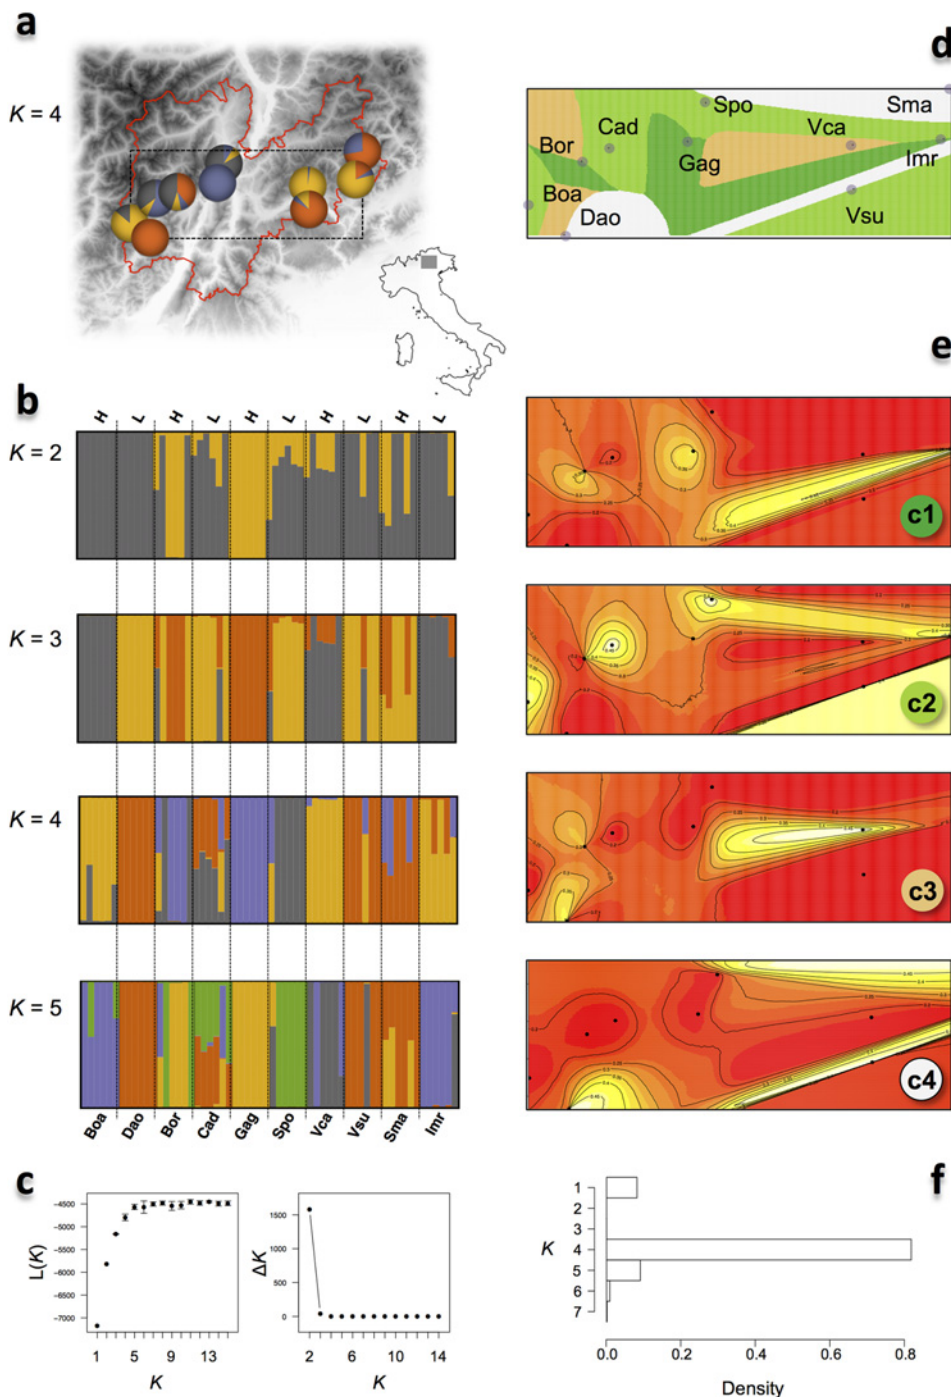 a
K = 4
b
H L H L H L H L H L
K = 2
K = 3
K = 4
K = 5
Boa Dao Bor Cad Gag Spo Vca Vsu Sma Imr
c
L(K)
-4500
-5000
-5500
-6000
-6500
-7000
1 5 9 13
K
ΔK
1500
1000
500
0
2 6 10 14
K
d
Spo
Sma
Cad
Vca
Bor
Gag
Imr
Boa
Dao
Vsu
e
c1
c2
c3
c4
f
K
1
2
3
4
5
6
7
0.0 0.2 0.4 0.6 0.8
Density